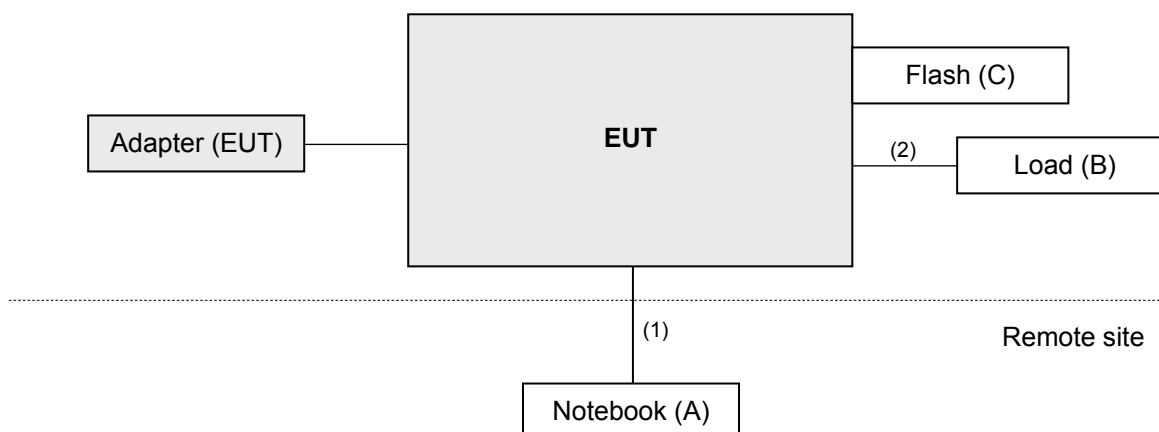 Flash (C)
Adapter (EUT)
EUT
(2)
Load (B)
(1)
Remote site
Notebook (A)